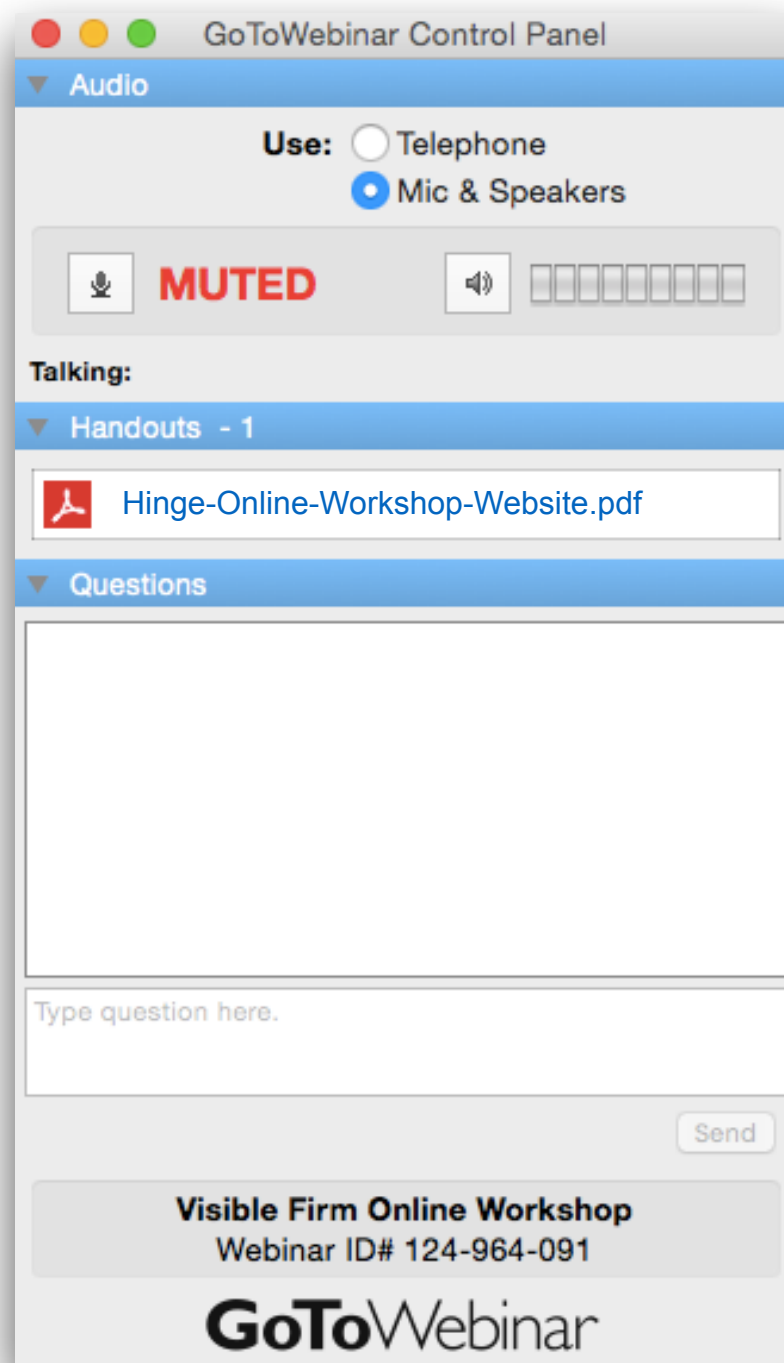 GoToWebinar Control Panel
Audio
Use: Telephone
Mic & Speakers
MUTED
Talking:
Handouts - 1
Hinge-Online-Workshop-Website.pdf
Questions
Type question here.
Send
Visible Firm Online Workshop
Webinar ID# 124-964-091
GoToWebinar